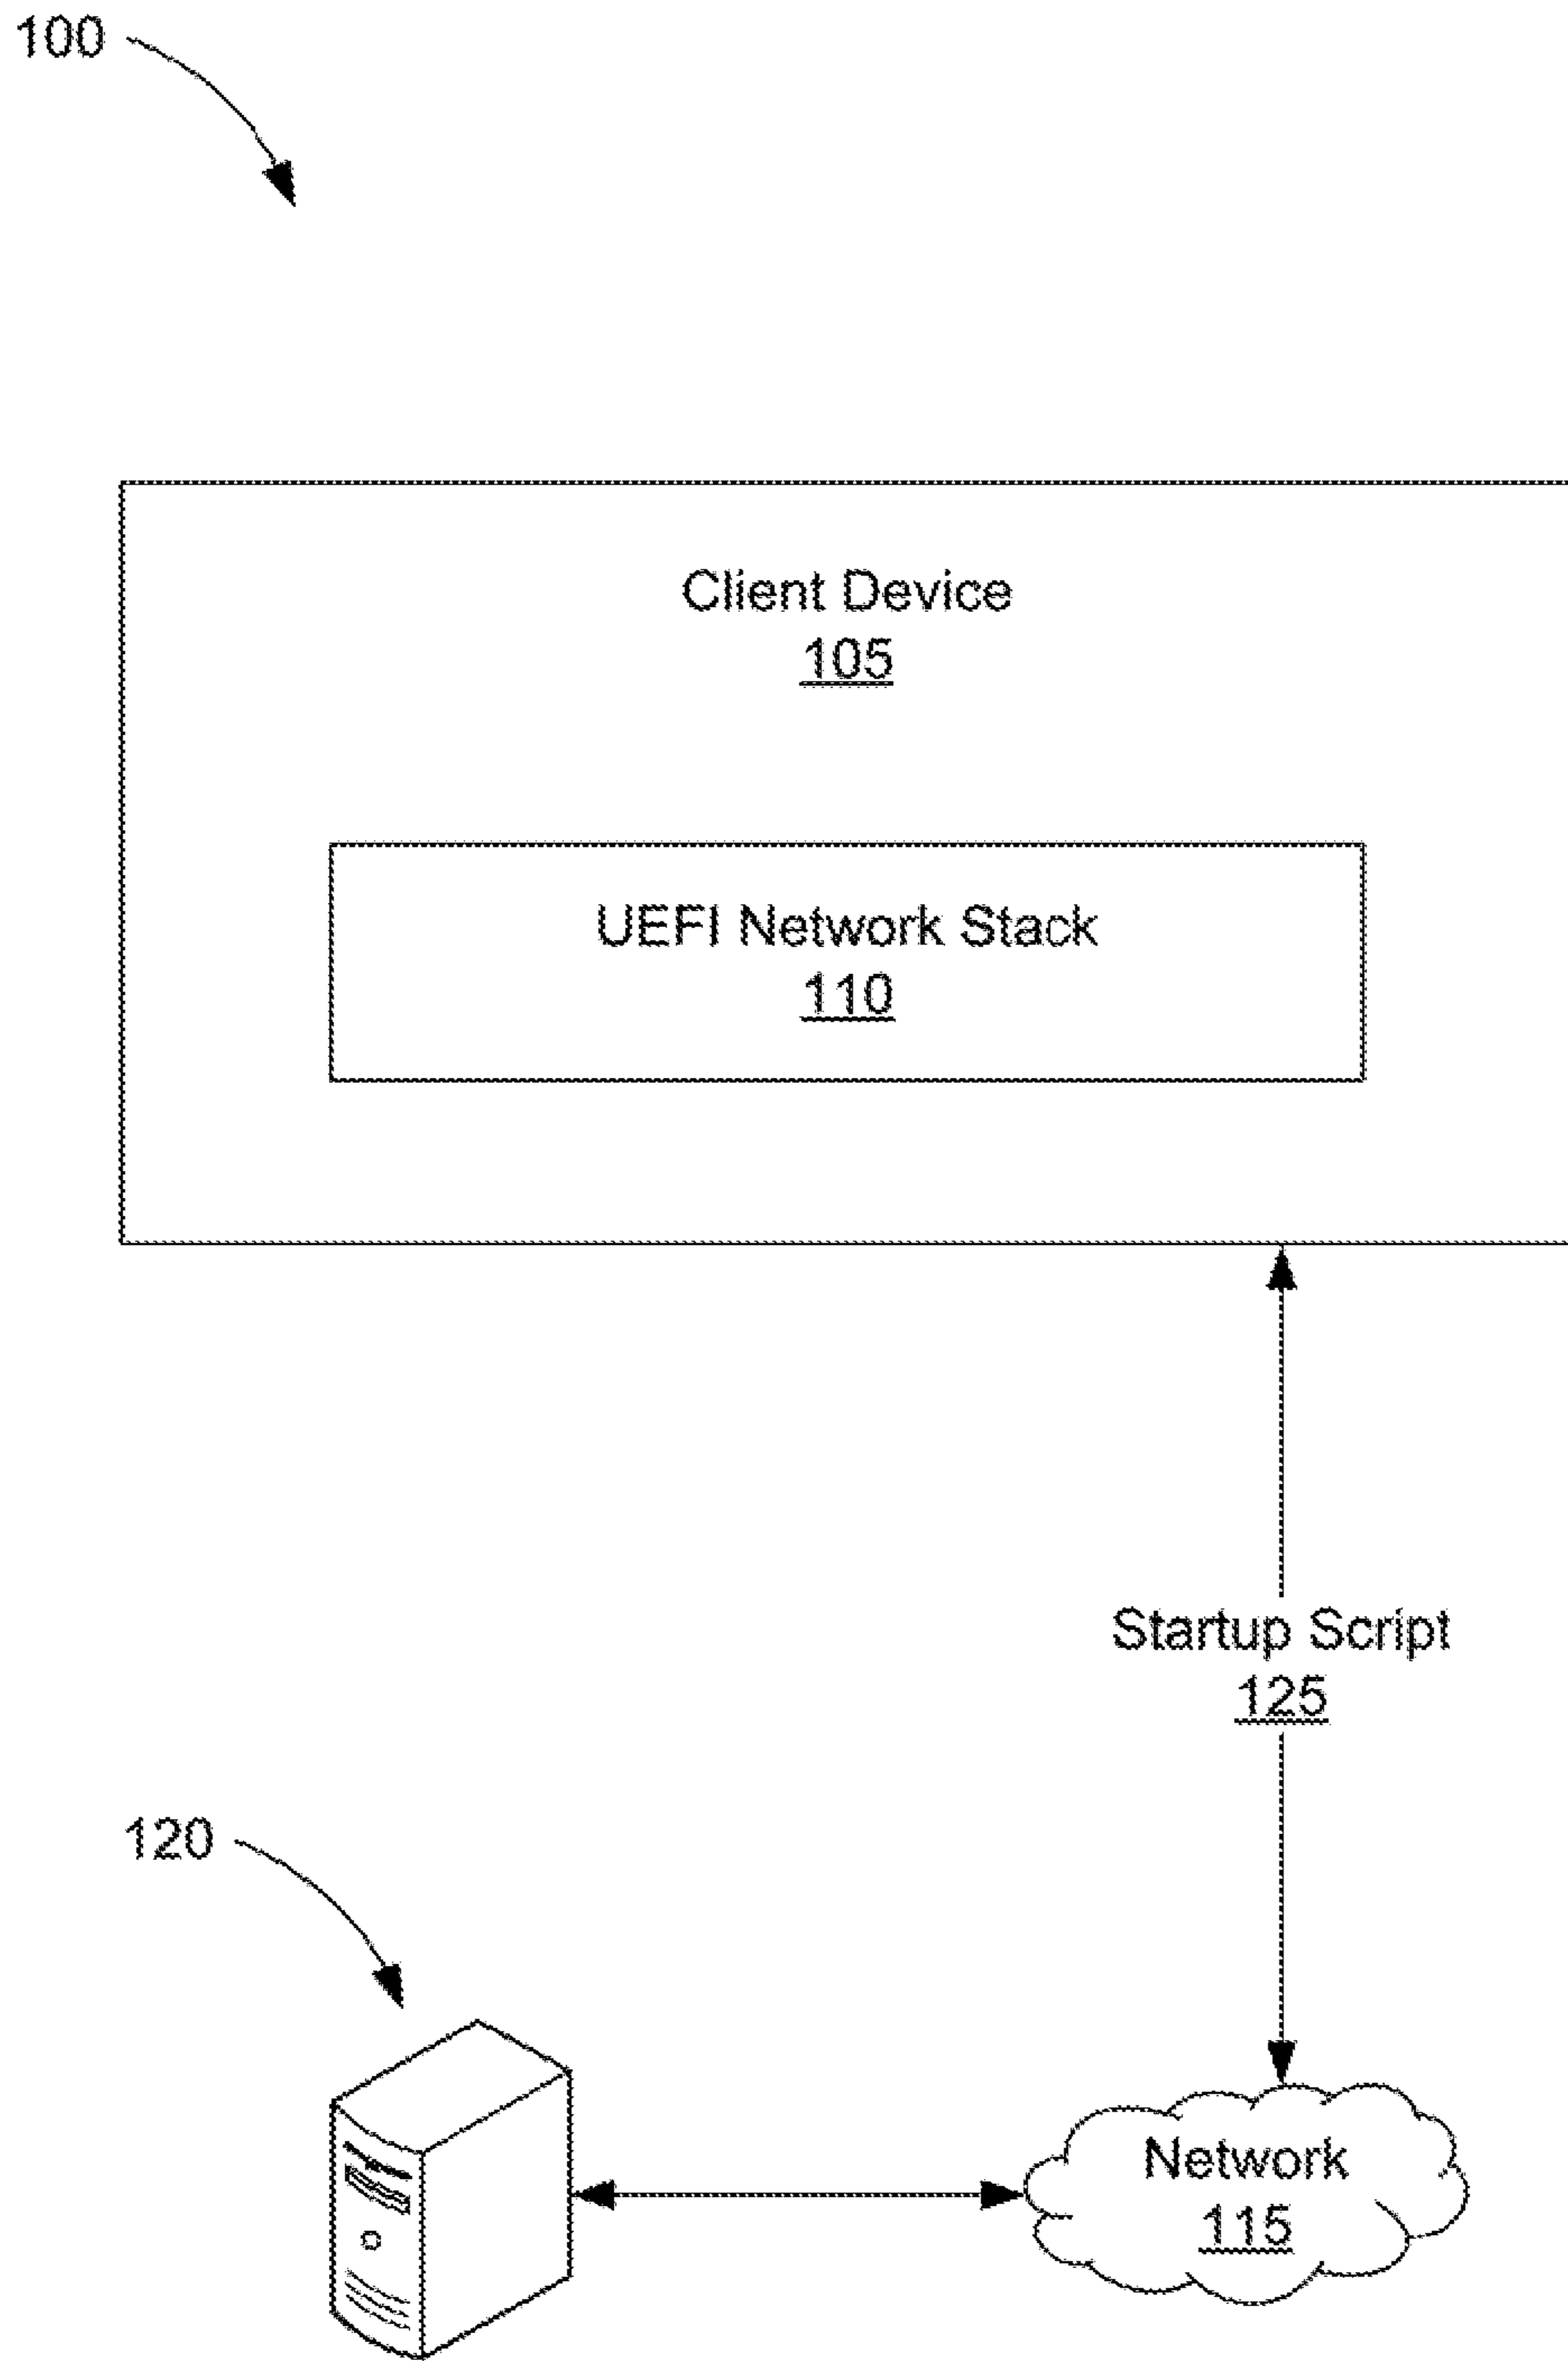 100
Client Device
105
UEFI Network Stack
110
Startup Script
125
120
Network
115